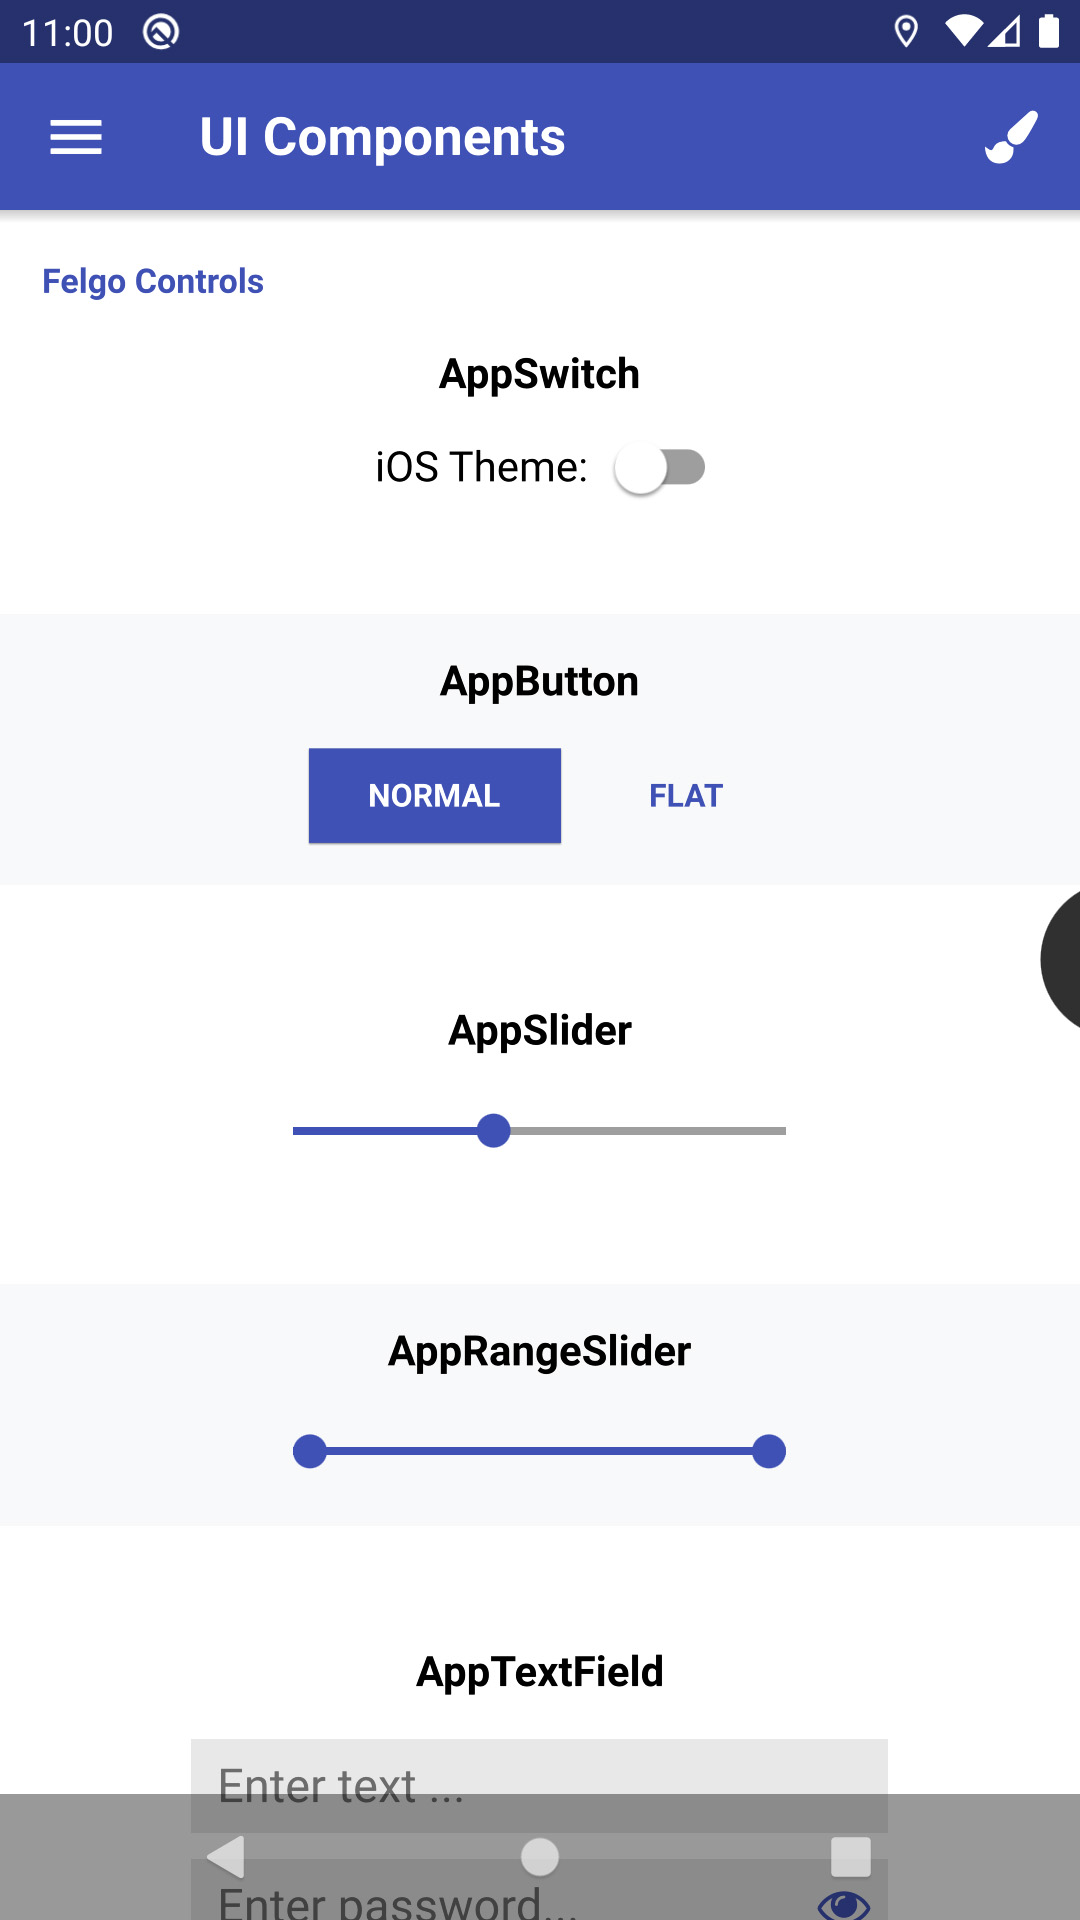 11:00
UI Components
Felgo Controls
AppSwitch
iOS Theme:
AppButton
NORMAL FLAT
AppSlider
AppRangeSlider
AppTextField
Enter text ...
Enter password...